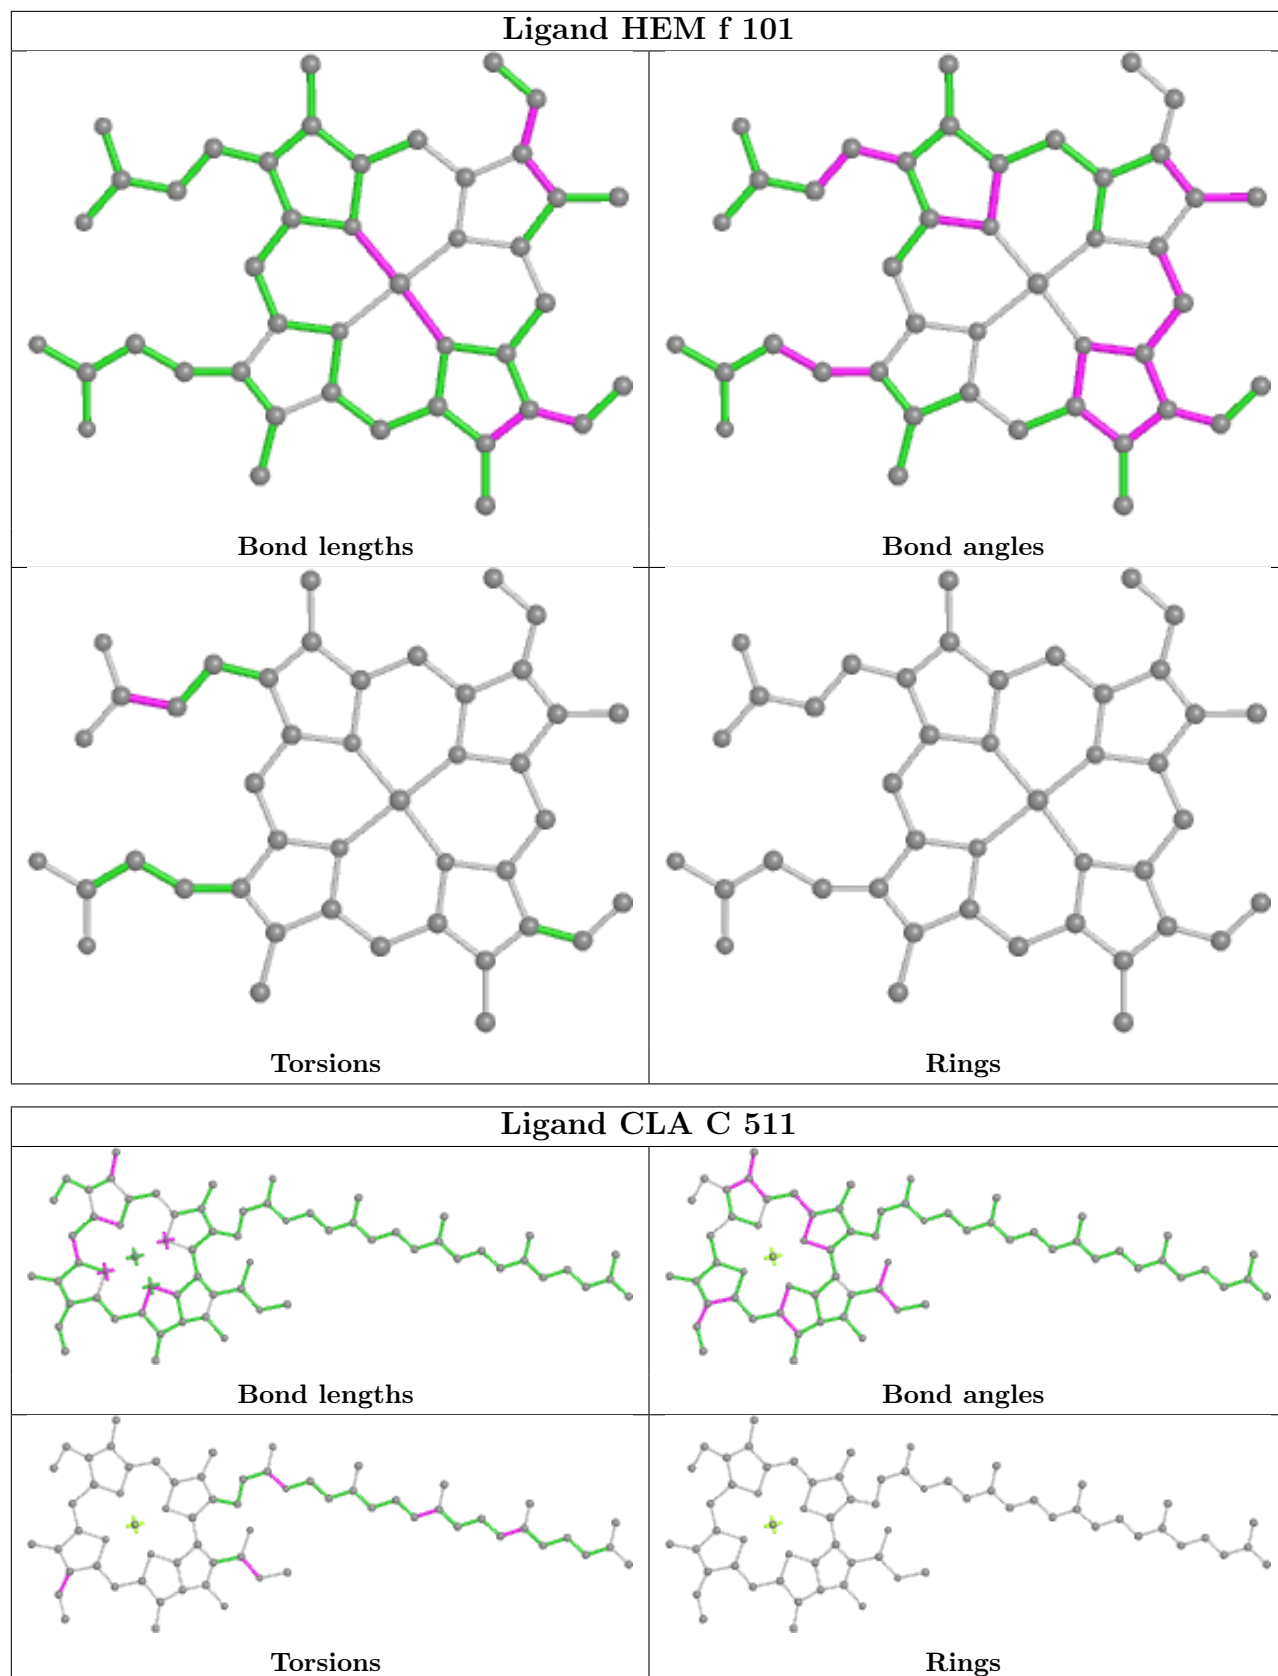 Ligand HEM f 101
Bond lengths
Bond angles
Torsions
Rings
Ligand CLA C 511
Bond lengths
Bond angles
Torsions
Rings